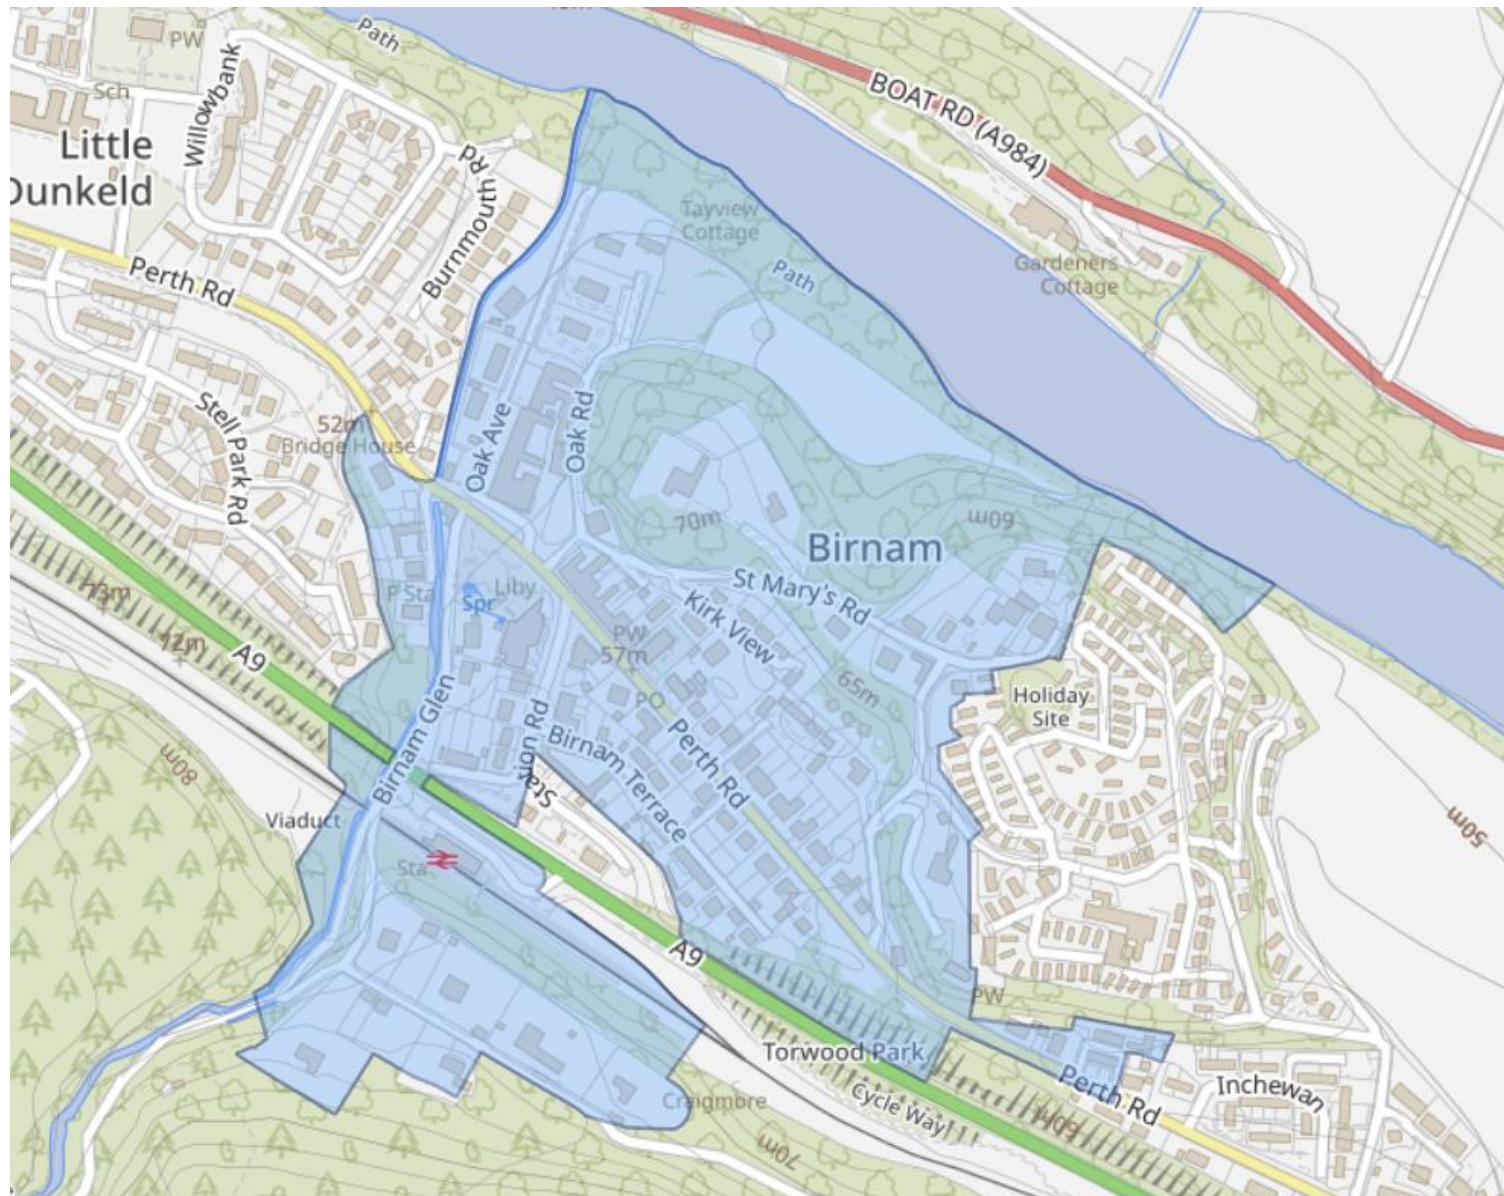 Path
PW
BOAT RD (A984)
Willowbank
Sch
Little
Dunkeld
Burnmouth Rd
Tayview
Cottage
Path
Gardeners
Cottage
Perth Rd
52m
Bridge House
Stell Park Rd
Oak Ave
Oak Rd
70m
60m
Birnam
73m
72m
A9
P Sta
Spr
Liby
St Mary's Rd
Kirk View
PW
57m
65m
PO
Holiday
Site
80m
Birnam Glen
Station Rd
Birnam Terrace
Perth Rd
Viaduct
Sta
50m
A9
PW
Torwood Park
Cycle Way
Perth Rd
Inchewan
Craigmore
60m
70m